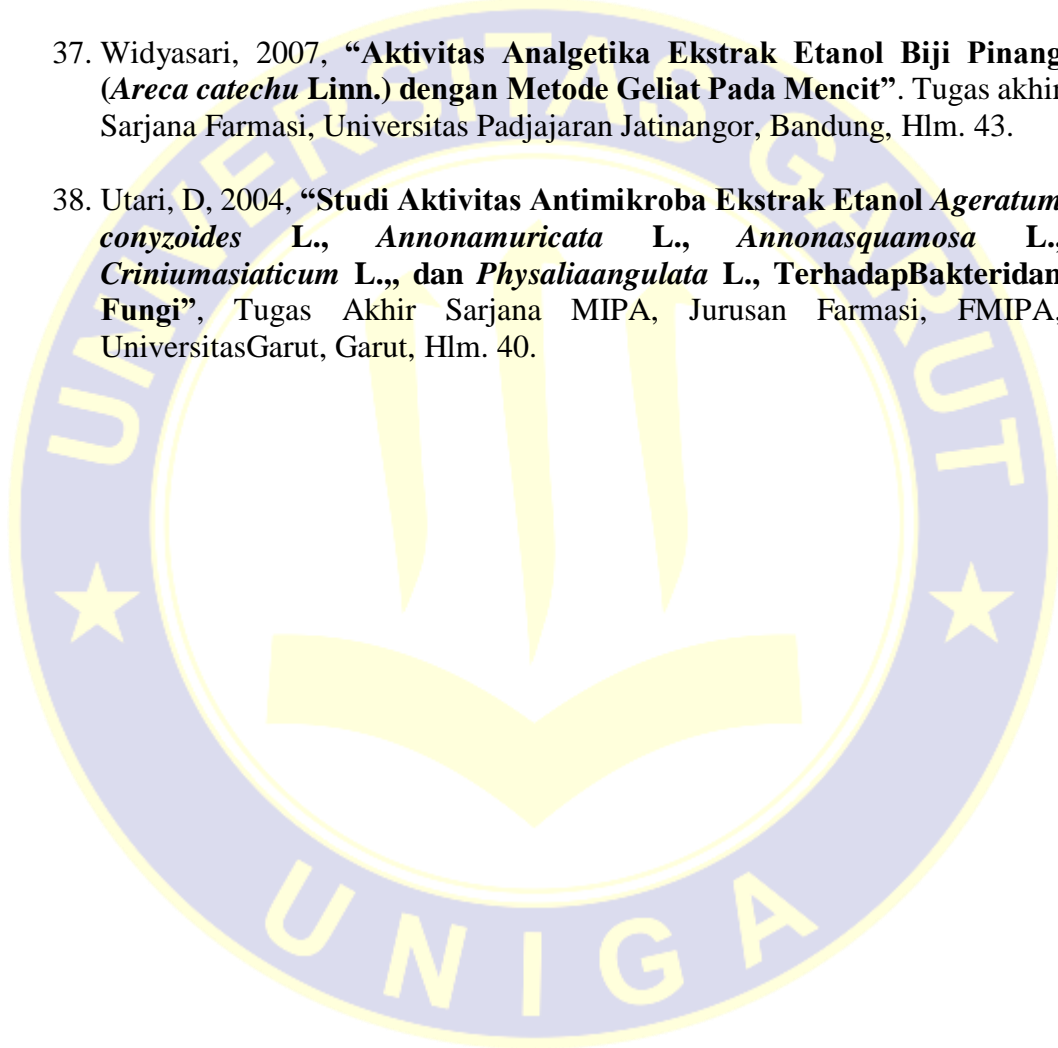 37. Widyasari, 2007, “Aktivitas Analgetika Ekstrak Etanol Biji Pinang
(Areca catechu Linn.) dengan Metode Geliat Pada Mencit”. Tugas akhir
Sarjana Farmasi, Universitas Padjajaran Jatinangor, Bandung, Hlm. 43.
38. Utari, D, 2004, “Studi Aktivitas Antimikroba Ekstrak Etanol Ageratum
conyzoides L., Annonamuricata L., Annonasquamosa L.,
Criniumasiaticum L.,, dan Physaliaangulata L., TerhadapBakteridan
Fungi”, Tugas Akhir Sarjana MIPA, Jurusan Farmasi, FMIPA,
UniversitasGarut, Garut, Hlm. 40.
UNIVERSITAS GARUT
UNIGA